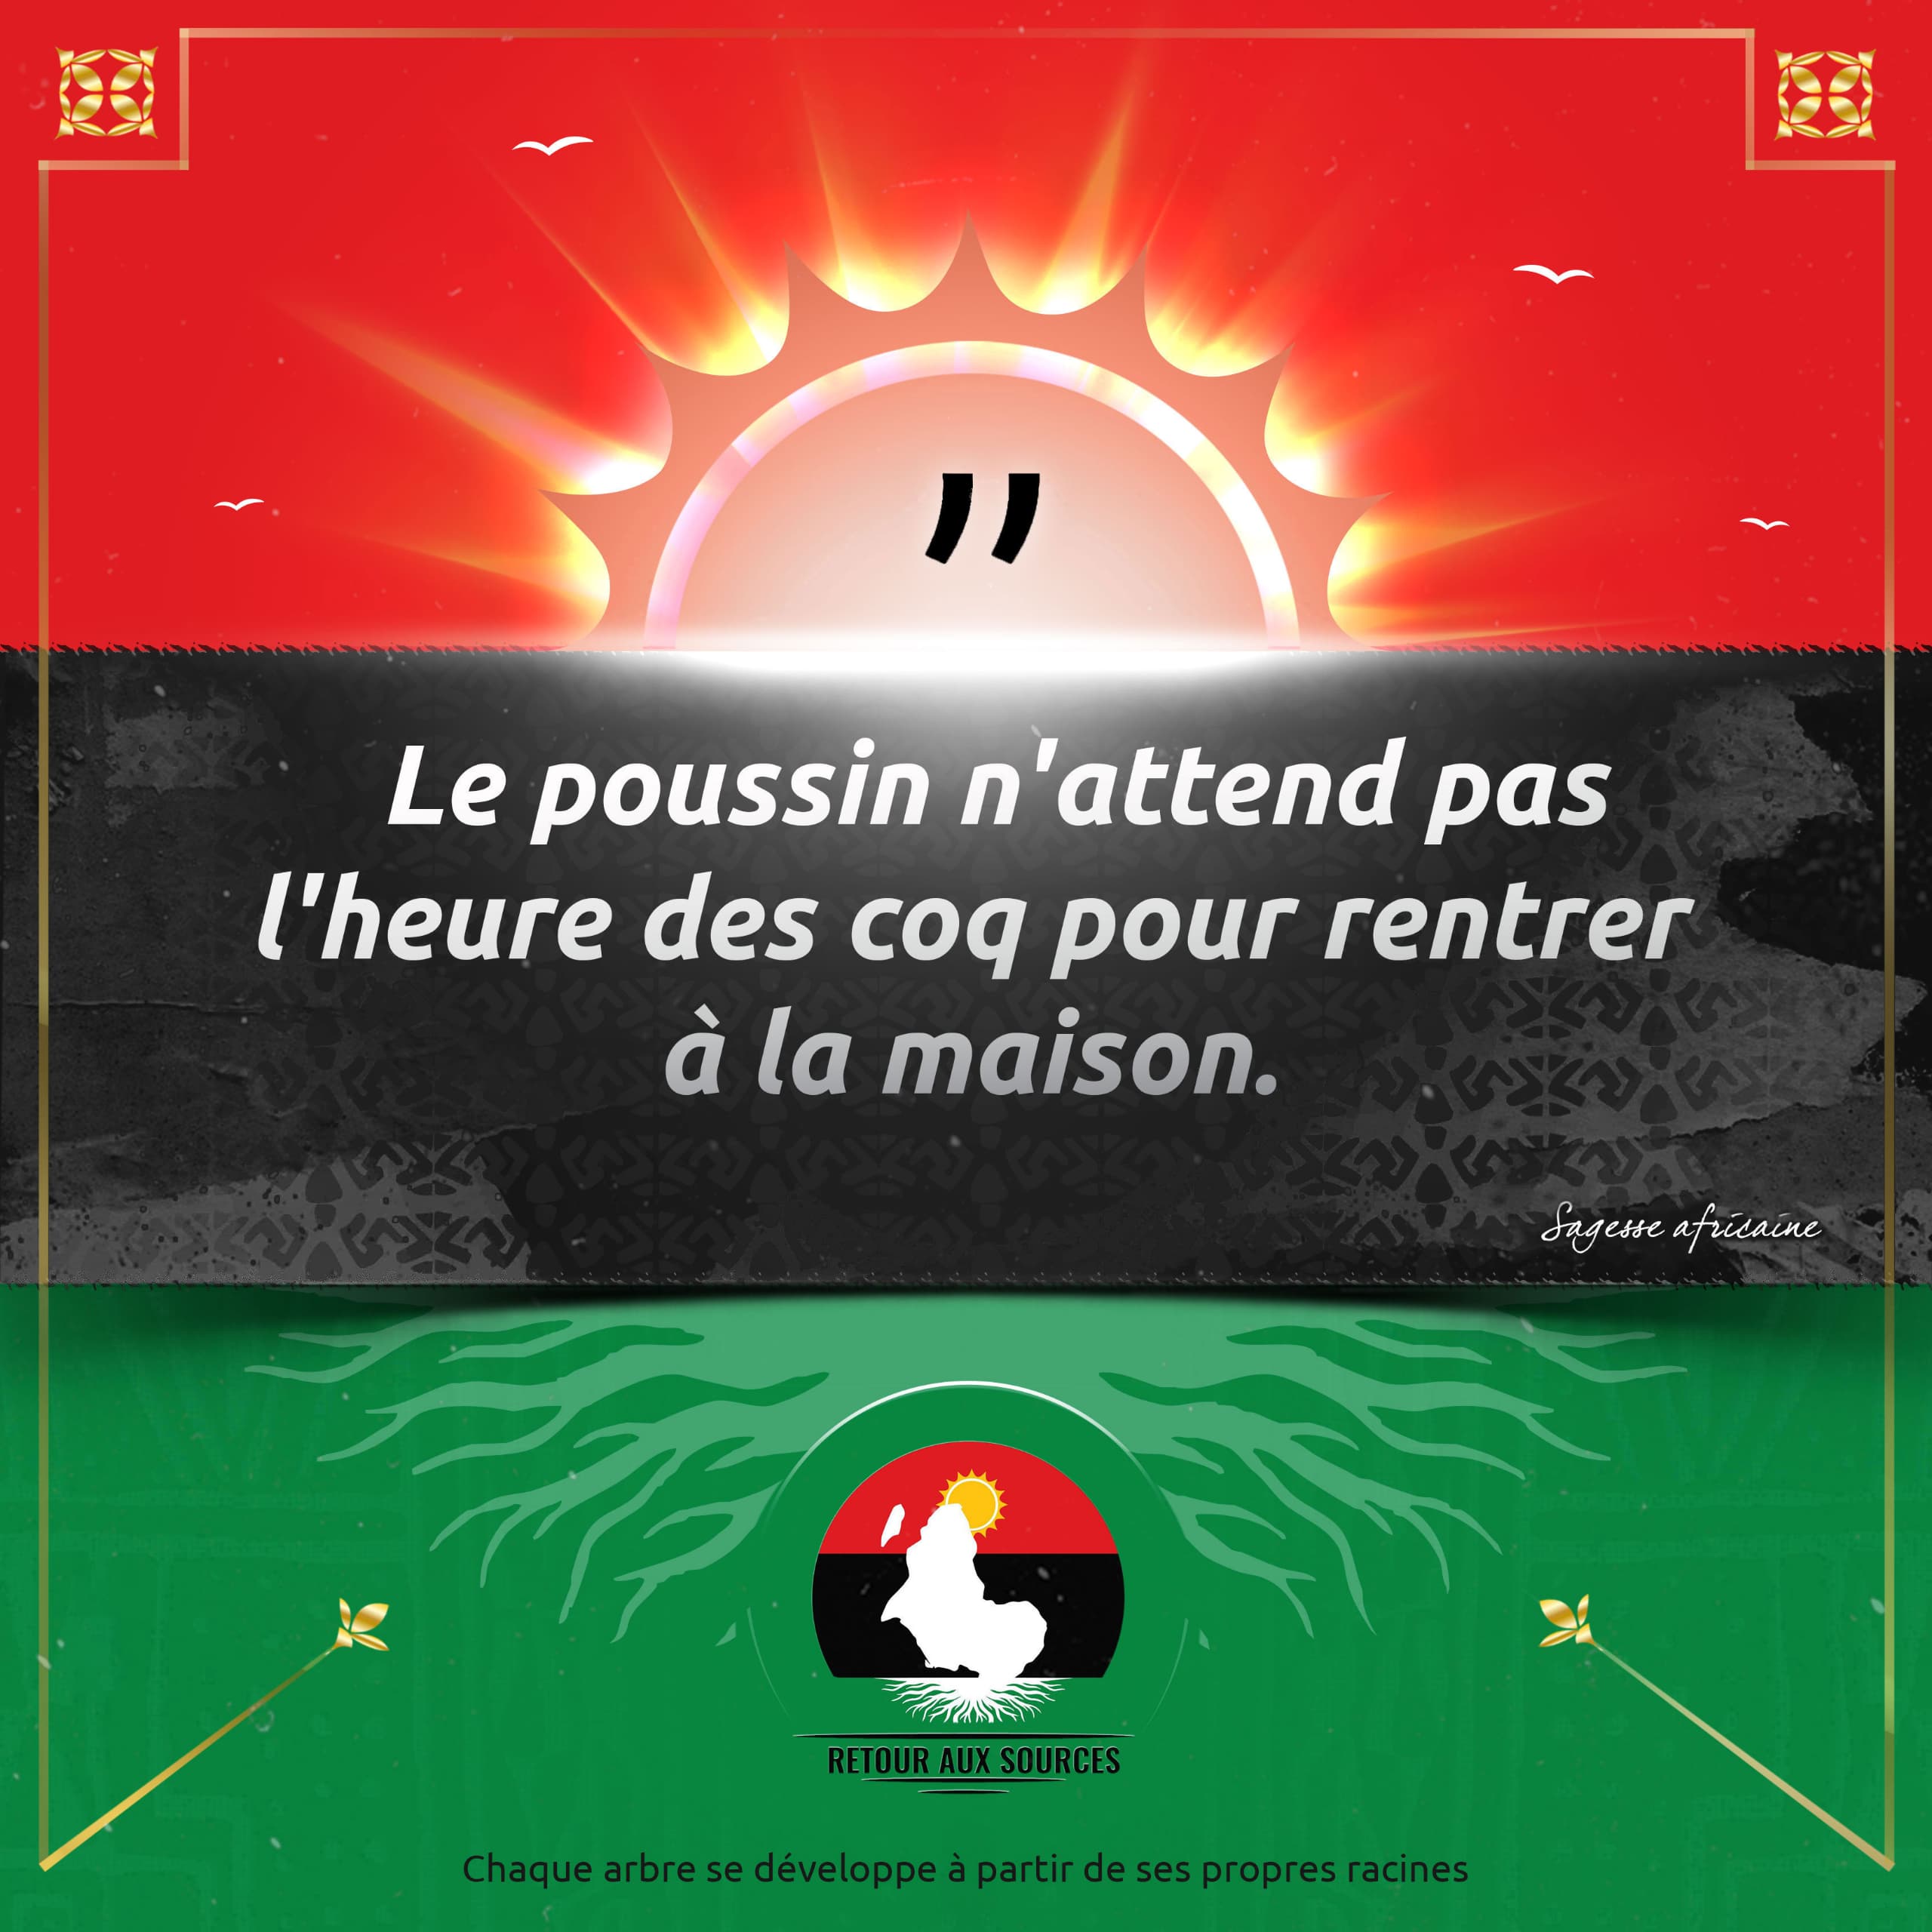 ”
Le poussin n'attend pas
l'heure des coq pour rentrer
à la maison.
Sagesse africaine
RETOUR AUX SOURCES
Chaque arbre se développe à partir de ses propres racines